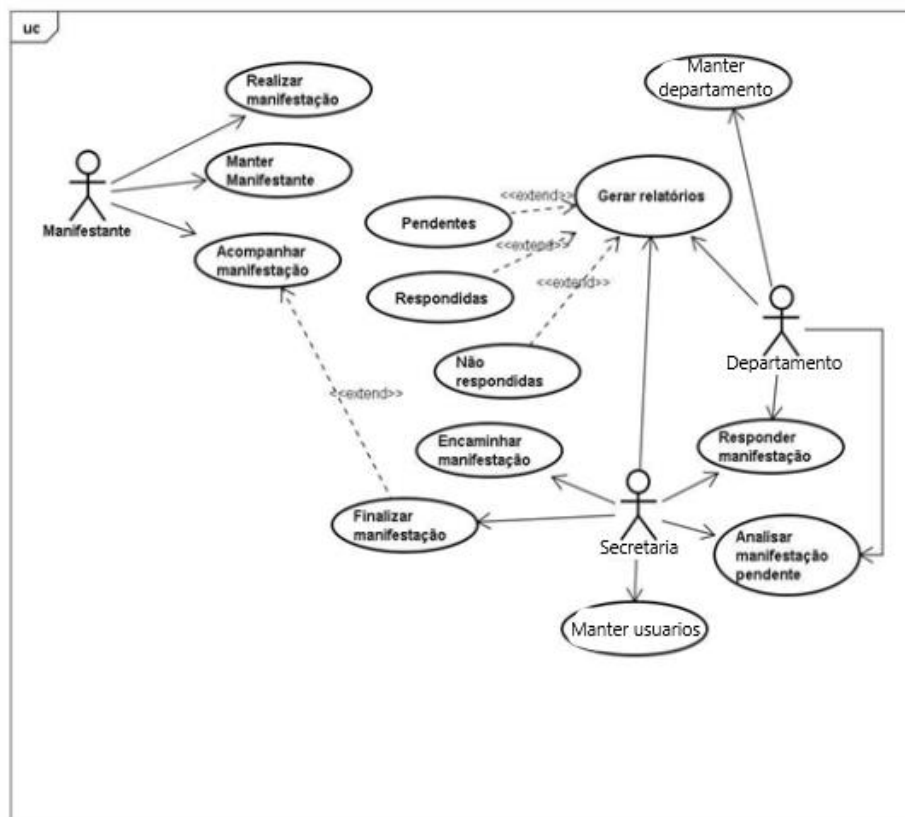 uc
Realizar
manifestação
Manter
departamento
Manter
Manifestante
Manifestante
Gerar relatórios
<<extend>>
Pendentes
<<extend>>
Acompanhar
manifestação
Respondidas
<<extend>>
Não
respondidas
Departamento
<<extend>>
Encaminhar
manifestação
Responder
manifestação
Finalizar
manifestação
Secretaria
Analisar
manifestação
pendente
Manter usuarios